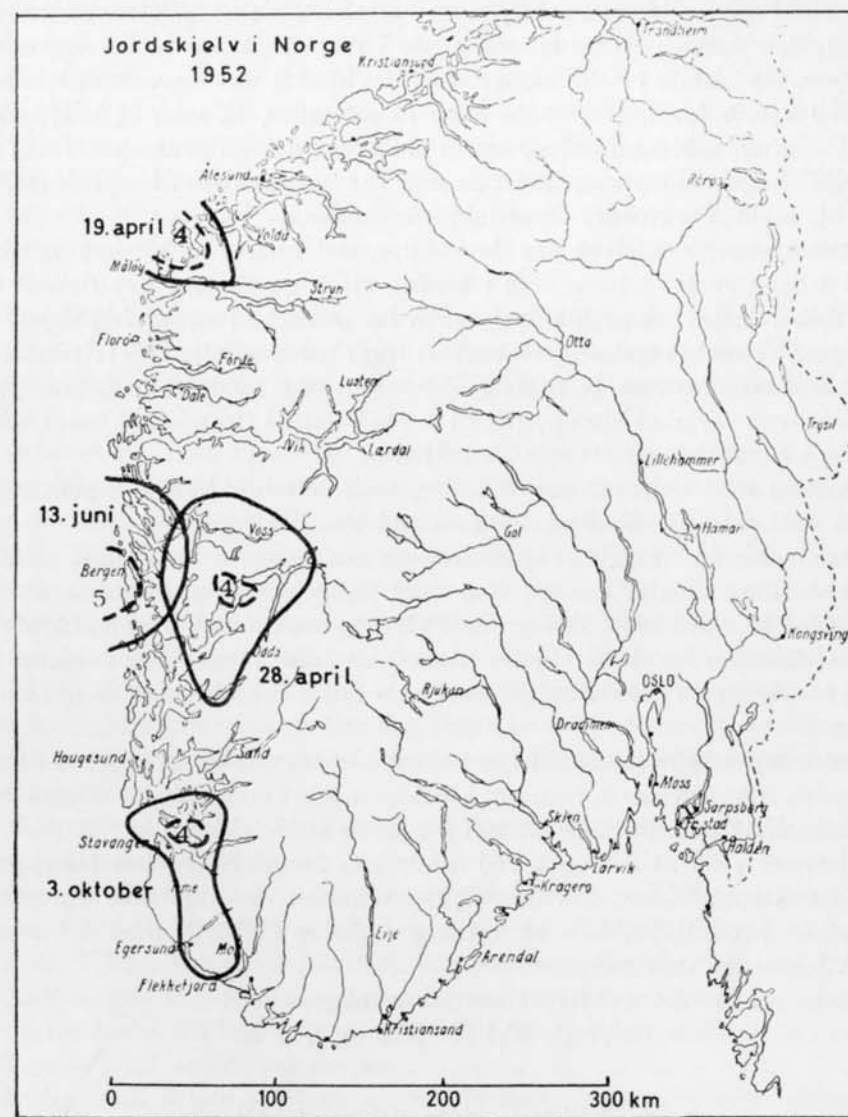 Jordskjelv i Norge
1952
Trondheim
Kristiansund
Ålesund
Røros
19. april
4
Volda
Måløy
Stryn
Florø
Otta
Førde
Dale
Luster
Trysil
Vik
Lærdal
Lillehammer
13. juni
Voss
Gol
Hamar
Bergen
5
4
Kongsvinger
Odda
28. april
Rjukan
OSLO
Drammen
Haugesund
Sand
Moss
Sarpsborg
Skien
Halden
Stavanger
4
Larvik
3. oktober
Kragerø
Egersund
Evje
Arendal
Flekkefjord
Kristiansand
0 100 200 300 km